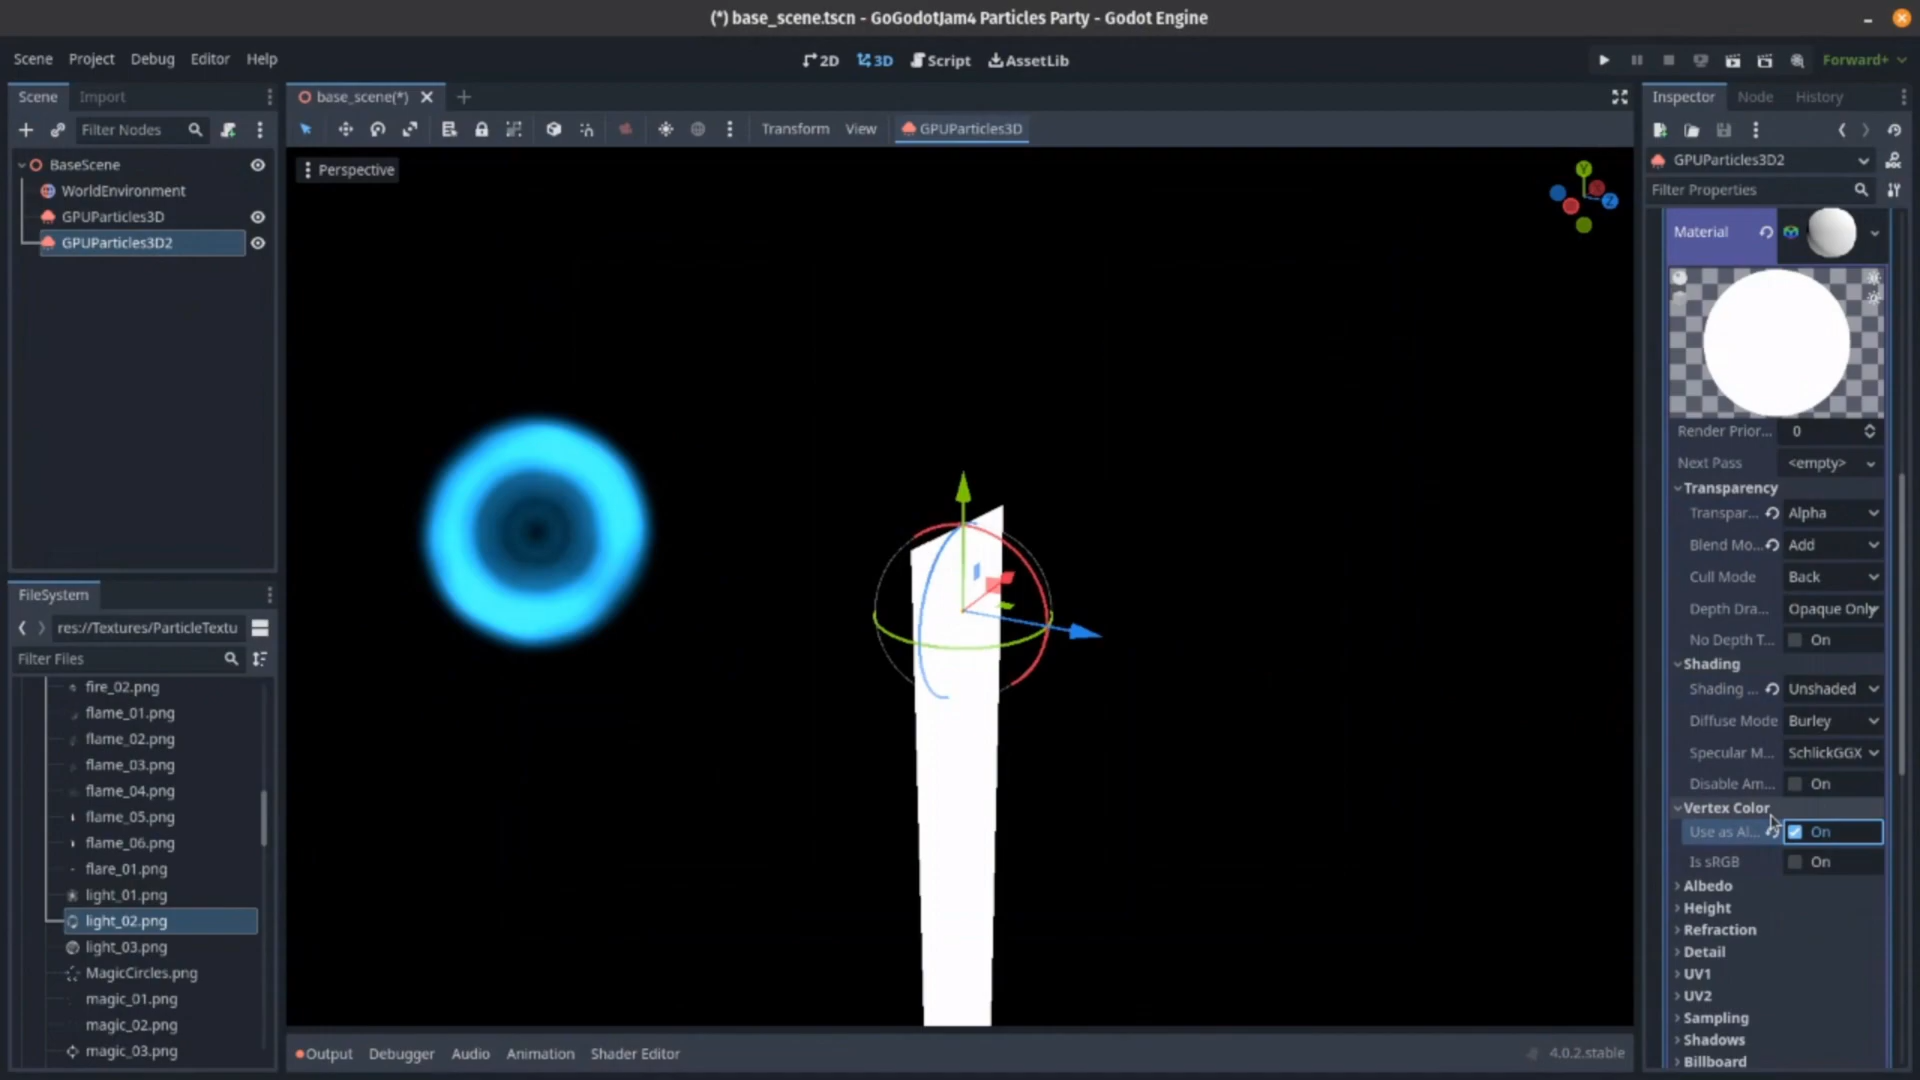 (*) base_scene.tscn - GoGodotJam4 Particles Party - Godot Engine
Scene Project Debug Editor Help
2D 3D Script AssetLib
Forward+
Scene Import
Filter Nodes
BaseScene
WorldEnvironment
GPUParticles3D
GPUParticles3D2
FileSystem
res://Textures/ParticleTextu
Filter Files
fire_02.png
flame_01.png
flame_02.png
flame_03.png
flame_04.png
flame_05.png
flame_06.png
flare_01.png
light_01.png
light_02.png
light_03.png
MagicCircles.png
magic_01.png
magic_02.png
magic_03.png
base_scene(*)
Transform View GPUParticles3D
Perspective
Y
Z
Output Debugger Audio Animation Shader Editor
4.0.2.stable
Inspector Node History
GPUParticles3D2
Filter Properties
Material
Render Prior... 0
Next Pass <empty>
Transparency
Transpar... Alpha
Blend Mo... Add
Cull Mode Back
Depth Dra... Opaque Only
No Depth T... On
Shading
Shading ... Unshaded
Diffuse Mode Burley
Specular M... SchlickGGX
Disable Am... On
Vertex Color
Use as Al... On
Is sRGB On
Albedo
Height
Refraction
Detail
UV1
UV2
Sampling
Shadows
Billboard